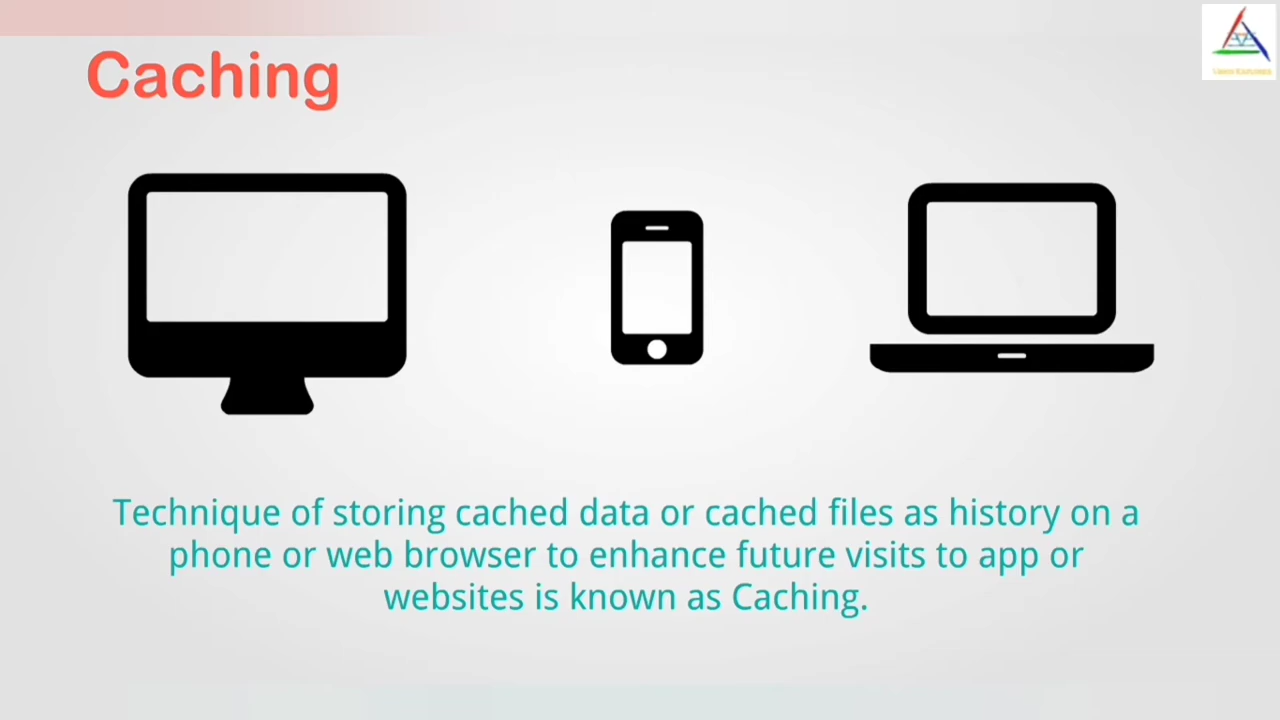 Caching
Technique of storing cached data or cached files as history on a
phone or web browser to enhance future visits to app or
websites is known as Caching.